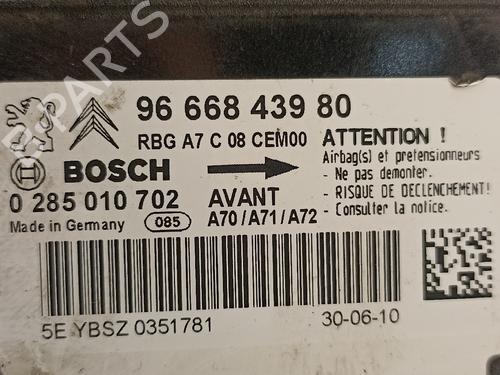 96 668 439 80
RBG A7 C 08 CEM00
BOSCH
0 285 010 702
Made in Germany 085
AVANT
A70/A71/A72
ATTENTION !
Airbag(s) et pretensionneurs
- Ne pas demonter.
- RISQUE DE DECLENCHEMENT!
- Consulter la notice.
5E YBSZ 0351781
30-06-10